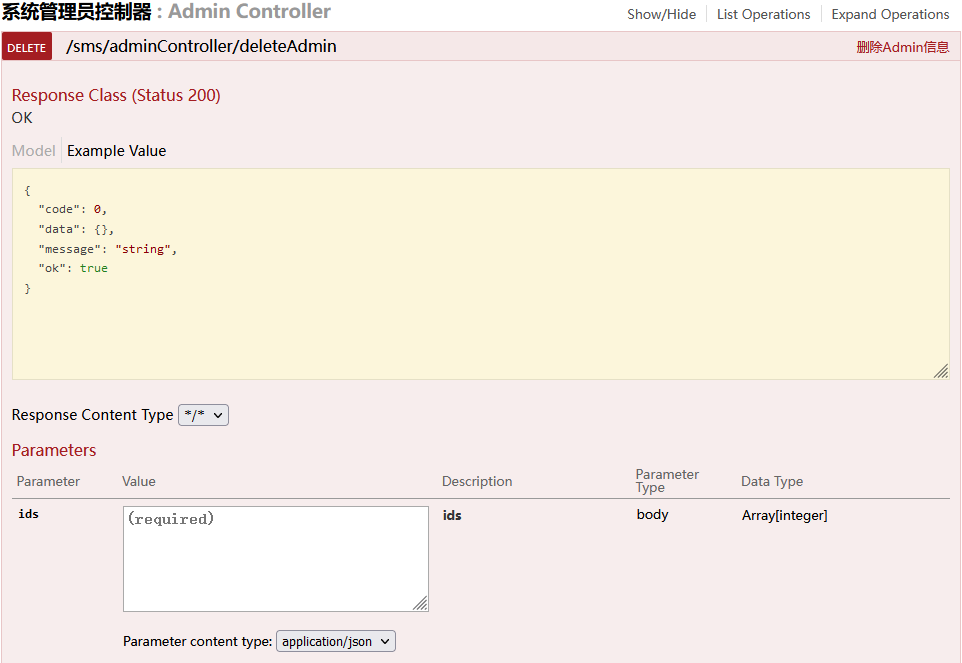 系统管理员控制器 : Admin Controller
Show/Hide List Operations Expand Operations
DELETE /sms/adminController/deleteAdmin 删除Admin信息
Response Class (Status 200)
OK
Model Example Value
{
"code": 0,
"data": {},
"message": "string",
"ok": true
}
Response Content Type */*
Parameters
Parameter Value Description Parameter Type Data Type
ids (required) ids body Array[integer]
Parameter content type: application/json